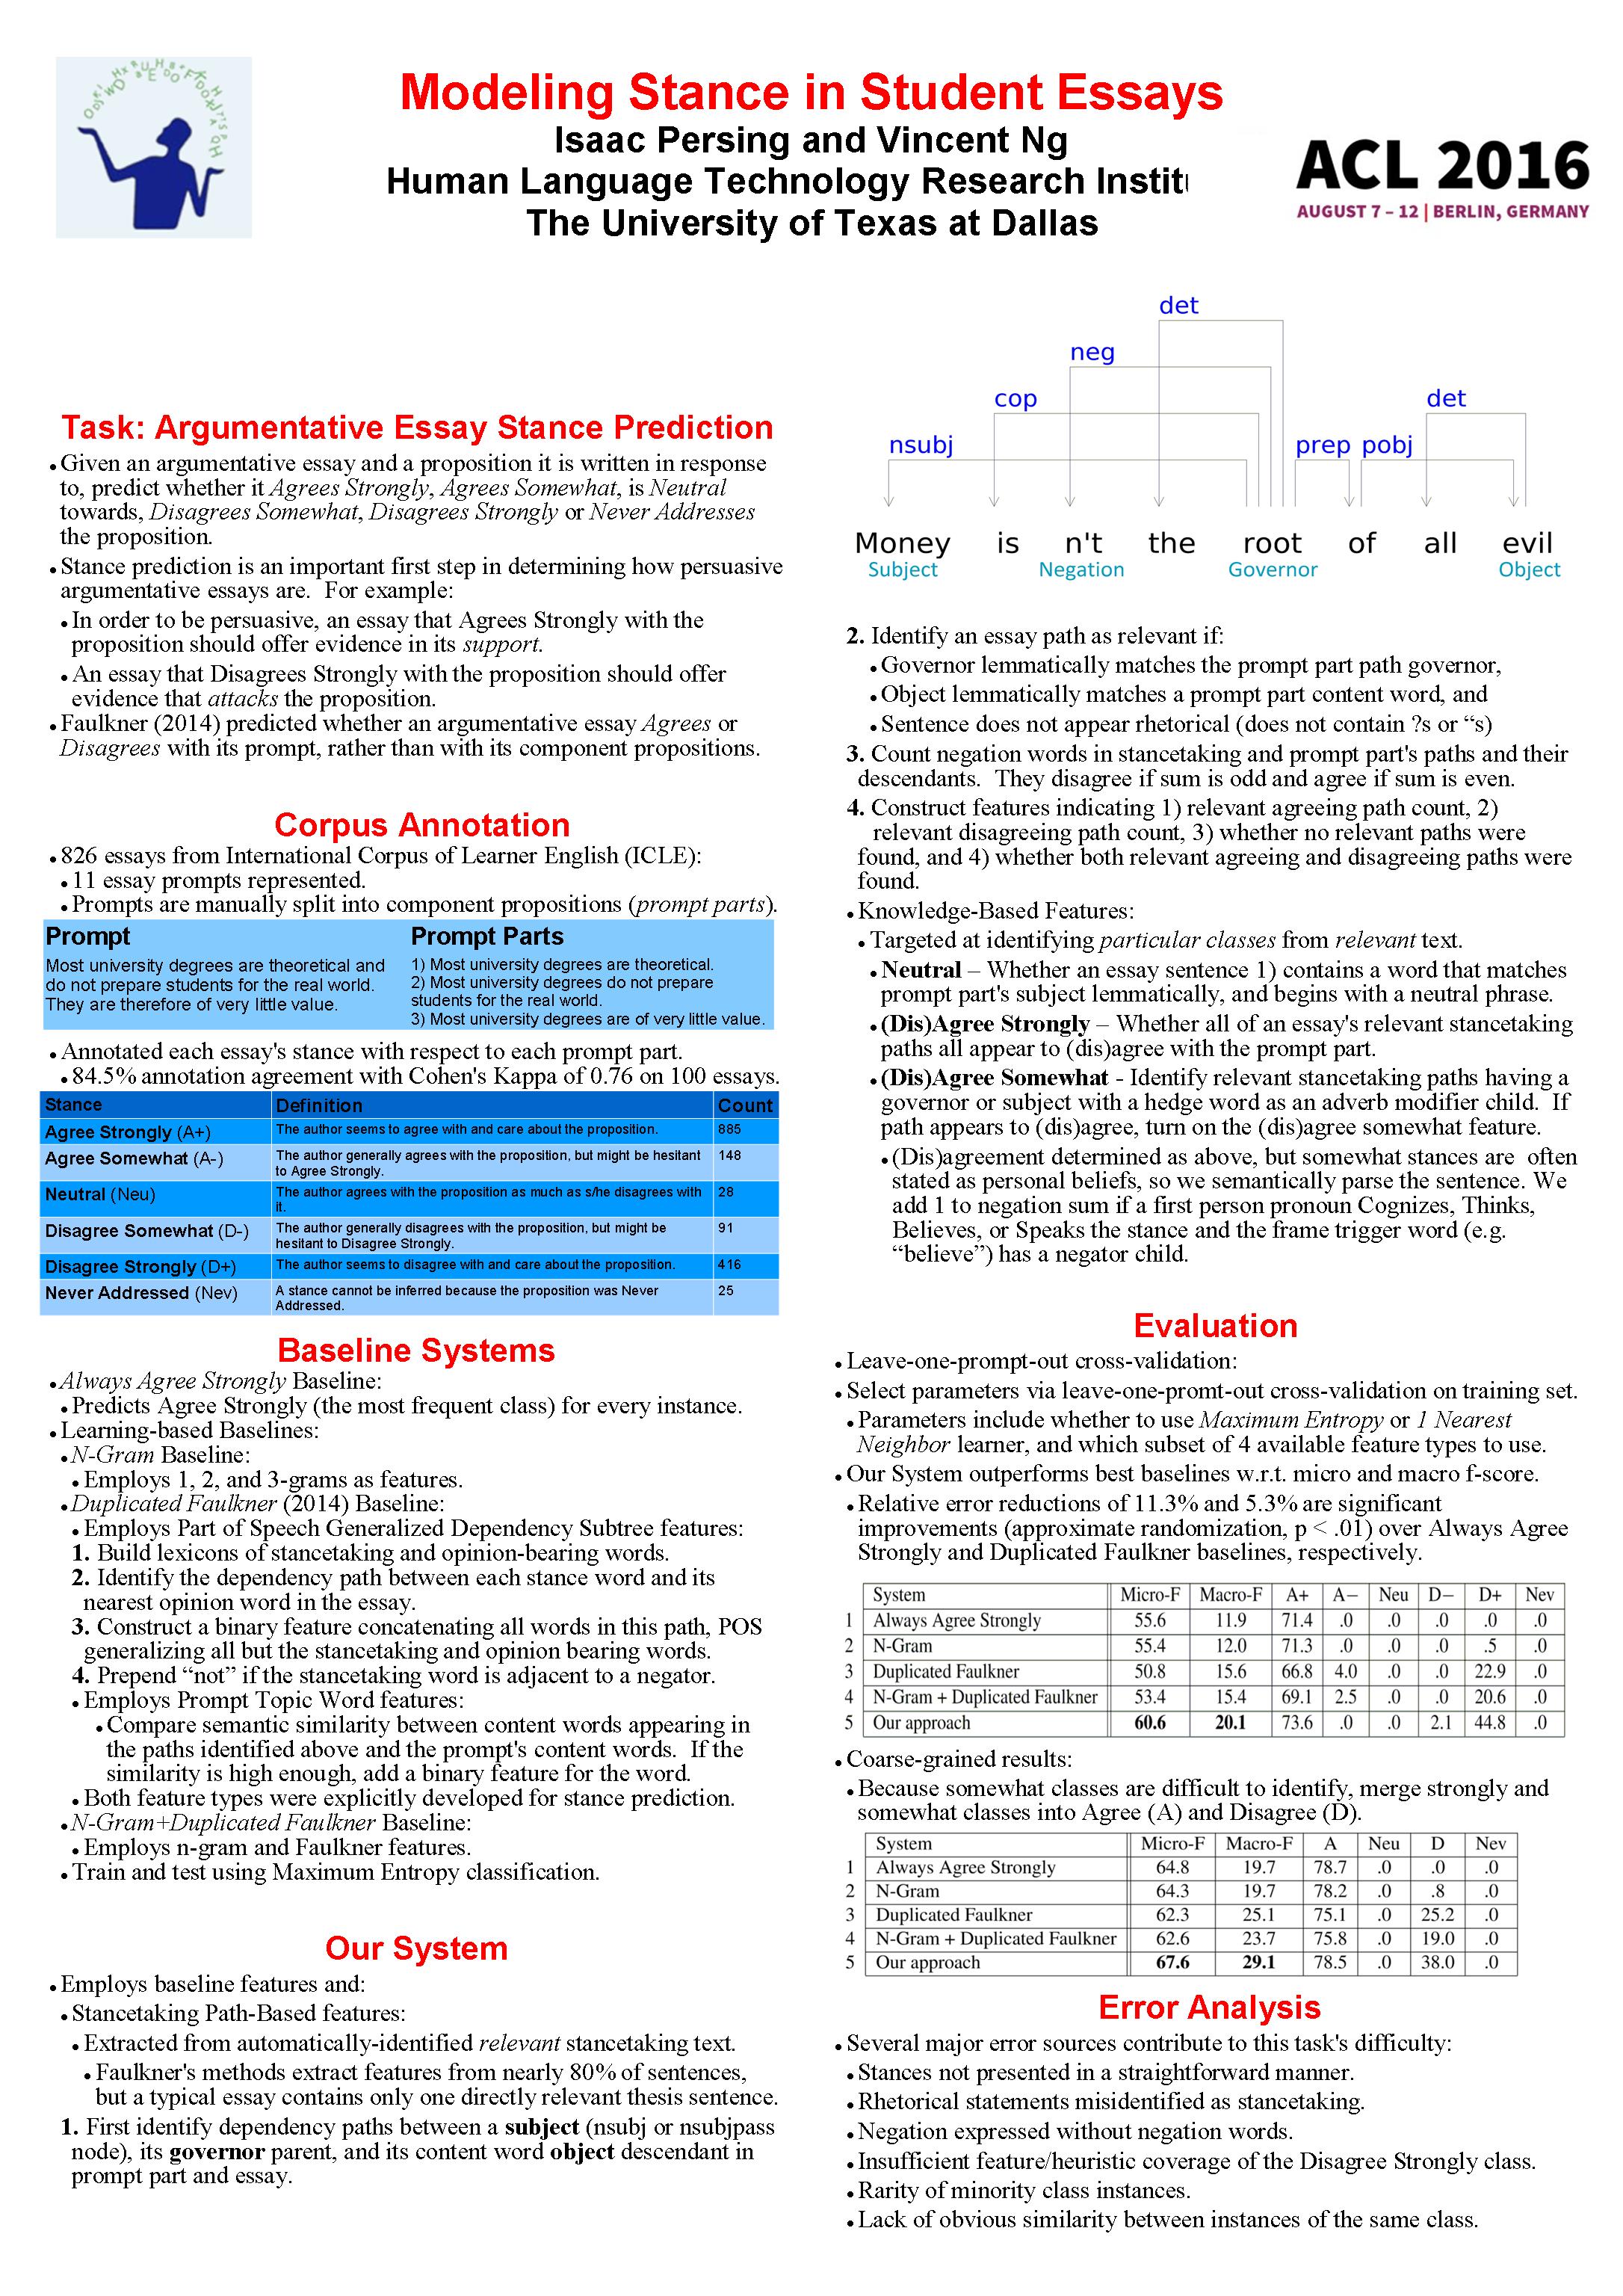 Modeling Stance in Student Essays
Isaac Persing and Vincent Ng
Human Language Technology Research Instit
The University of Texas at Dallas
ACL 2016
AUGUST 7 – 12 | BERLIN, GERMANY
Task: Argumentative Essay Stance Prediction
•Given an argumentative essay and a proposition it is written in response
to, predict whether it Agrees Strongly, Agrees Somewhat, is Neutral
towards, Disagrees Somewhat, Disagrees Strongly or Never Addresses
the proposition.
•Stance prediction is an important first step in determining how persuasive
argumentative essays are. For example:
•In order to be persuasive, an essay that Agrees Strongly with the
proposition should offer evidence in its support.
•An essay that Disagrees Strongly with the proposition should offer
evidence that attacks the proposition.
•Faulkner (2014) predicted whether an argumentative essay Agrees or
Disagrees with its prompt, rather than with its component propositions.
Corpus Annotation
•826 essays from International Corpus of Learner English (ICLE):
•11 essay prompts represented.
•Prompts are manually split into component propositions (prompt parts).
Prompt
Most university degrees are theoretical and
do not prepare students for the real world.
They are therefore of very little value.
Prompt Parts
1) Most university degrees are theoretical.
2) Most university degrees do not prepare
students for the real world.
3) Most university degrees are of very little value.
•Annotated each essay's stance with respect to each prompt part.
•84.5% annotation agreement with Cohen's Kappa of 0.76 on 100 essays.
Stance Definition Count
Agree Strongly (A+) The author seems to agree with and care about the proposition. 885
Agree Somewhat (A-) The author generally agrees with the proposition, but might be hesitant 148
to Agree Strongly.
Neutral (Neu) The author agrees with the proposition as much as s/he disagrees with 28
it.
Disagree Somewhat (D-) The author generally disagrees with the proposition, but might be 91
hesitant to Disagree Strongly.
Disagree Strongly (D+) The author seems to disagree with and care about the proposition. 416
Never Addressed (Nev) A stance cannot be inferred because the proposition was Never 25
Addressed.
Baseline Systems
•Always Agree Strongly Baseline:
•Predicts Agree Strongly (the most frequent class) for every instance.
•Learning-based Baselines:
•N-Gram Baseline:
•Employs 1, 2, and 3-grams as features.
•Duplicated Faulkner (2014) Baseline:
•Employs Part of Speech Generalized Dependency Subtree features:
1. Build lexicons of stancetaking and opinion-bearing words.
2. Identify the dependency path between each stance word and its
nearest opinion word in the essay.
3. Construct a binary feature concatenating all words in this path, POS
generalizing all but the stancetaking and opinion bearing words.
4. Prepend “not” if the stancetaking word is adjacent to a negator.
•Employs Prompt Topic Word features:
•Compare semantic similarity between content words appearing in
the paths identified above and the prompt's content words. If the
similarity is high enough, add a binary feature for the word.
•Both feature types were explicitly developed for stance prediction.
•N-Gram+Duplicated Faulkner Baseline:
•Employs n-gram and Faulkner features.
•Train and test using Maximum Entropy classification.
Our System
•Employs baseline features and:
•Stancetaking Path-Based features:
•Extracted from automatically-identified relevant stancetaking text.
•Faulkner's methods extract features from nearly 80% of sentences,
but a typical essay contains only one directly relevant thesis sentence.
1. First identify dependency paths between a subject (nsubj or nsubjpass
node), its governor parent, and its content word object descendant in
prompt part and essay.
det
neg
cop det
nsubj prep pobj
Money is n't the root of all evil
Subject Negation Governor Object
2. Identify an essay path as relevant if:
•Governor lemmatically matches the prompt part path governor,
•Object lemmatically matches a prompt part content word, and
•Sentence does not appear rhetorical (does not contain ?s or “s)
3. Count negation words in stancetaking and prompt part's paths and their
descendants. They disagree if sum is odd and agree if sum is even.
4. Construct features indicating 1) relevant agreeing path count, 2)
relevant disagreeing path count, 3) whether no relevant paths were
found, and 4) whether both relevant agreeing and disagreeing paths were
found.
•Knowledge-Based Features:
•Targeted at identifying particular classes from relevant text.
•Neutral – Whether an essay sentence 1) contains a word that matches
prompt part's subject lemmatically, and begins with a neutral phrase.
•(Dis)Agree Strongly – Whether all of an essay's relevant stancetaking
paths all appear to (dis)agree with the prompt part.
•(Dis)Agree Somewhat - Identify relevant stancetaking paths having a
governor or subject with a hedge word as an adverb modifier child. If
path appears to (dis)agree, turn on the (dis)agree somewhat feature.
•(Dis)agreement determined as above, but somewhat stances are often
stated as personal beliefs, so we semantically parse the sentence. We
add 1 to negation sum if a first person pronoun Cognizes, Thinks,
Believes, or Speaks the stance and the frame trigger word (e.g.
“believe”) has a negator child.
Evaluation
•Leave-one-prompt-out cross-validation:
•Select parameters via leave-one-promt-out cross-validation on training set.
•Parameters include whether to use Maximum Entropy or 1 Nearest
Neighbor learner, and which subset of 4 available feature types to use.
•Our System outperforms best baselines w.r.t. micro and macro f-score.
•Relative error reductions of 11.3% and 5.3% are significant
improvements (approximate randomization, p < .01) over Always Agree
Strongly and Duplicated Faulkner baselines, respectively.
System Micro-F Macro-F A+ A− Neu D− D+ Nev
1 Always Agree Strongly 55.6 11.9 71.4 .0 .0 .0 .0 .0
2 N-Gram 55.4 12.0 71.3 .0 .0 .0 .5 .0
3 Duplicated Faulkner 50.8 15.6 66.8 4.0 .0 .0 22.9 .0
4 N-Gram + Duplicated Faulkner 53.4 15.4 69.1 2.5 .0 .0 20.6 .0
5 Our approach 60.6 20.1 73.6 .0 .0 2.1 44.8 .0
•Coarse-grained results:
•Because somewhat classes are difficult to identify, merge strongly and
somewhat classes into Agree (A) and Disagree (D).
System Micro-F Macro-F A Neu D Nev
1 Always Agree Strongly 64.8 19.7 78.7 .0 .0 .0
2 N-Gram 64.3 19.7 78.2 .0 .8 .0
3 Duplicated Faulkner 62.3 25.1 75.1 .0 25.2 .0
4 N-Gram + Duplicated Faulkner 62.6 23.7 75.8 .0 19.0 .0
5 Our approach 67.6 29.1 78.5 .0 38.0 .0
Error Analysis
•Several major error sources contribute to this task's difficulty:
•Stances not presented in a straightforward manner.
•Rhetorical statements misidentified as stancetaking.
•Negation expressed without negation words.
•Insufficient feature/heuristic coverage of the Disagree Strongly class.
•Rarity of minority class instances.
•Lack of obvious similarity between instances of the same class.